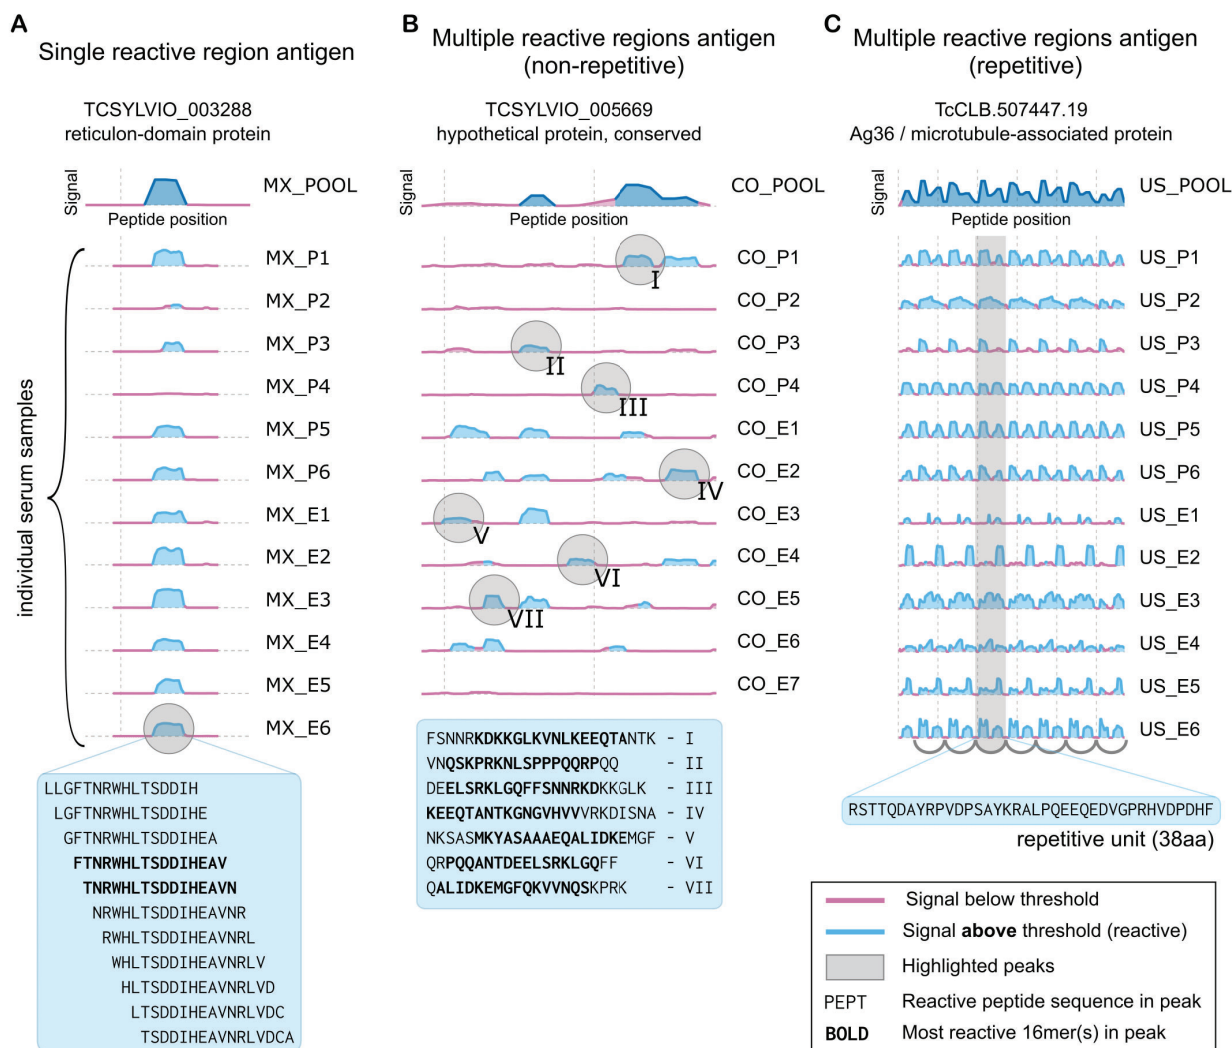 A
Single reactive region antigen
TCSYLVIO_003288
reticulon-domain protein
Signal
MX_POOL
Peptide position
individual serum samples
MX_P1
MX_P2
MX_P3
MX_P4
MX_P5
MX_P6
MX_E1
MX_E2
MX_E3
MX_E4
MX_E5
MX_E6
LLGFTNRWHLTSDDIH
LGFTNRWHLTSDDIHE
GFTNRWHLTSDDIHEA
FTNRWHLTSDDIHEAV
TNRWHLTSDDIHEAVN
NRWHLTSDDIHEAVNR
RWHLTSDDIHEAVNRL
WHLTSDDIHEAVNRLV
HLTSDDIHEAVNRLVD
LTSDDIHEAVNRLVDC
TSDDIHEAVNRLVDCA
B
Multiple reactive regions antigen
(non-repetitive)
TCSYLVIO_005669
hypothetical protein, conserved
Signal
CO_POOL
Peptide position
CO_P1
I
CO_P2
CO_P3
II
CO_P4
III
CO_E1
CO_E2
IV
CO_E3
V
CO_E4
VI
CO_E5
VII
CO_E6
CO_E7
FSNNRKDKKGLKVNLKEEQTANTK - I
VNQSKPRKNLSPPPQQRPQQ - II
DEELSRKLGQFFSNNRKDKKGLK - III
KEEQTANTKGNGVHVVVRKDISNA - IV
NKSASMKYASAAAEQALIDKEMGF - V
QRPQQANTDEELSRKLGQFF - VI
QALIDKEMGFQKVVNQSKPRK - VII
C
Multiple reactive regions antigen
(repetitive)
TcCLB.507447.19
Ag36 / microtubule-associated protein
Signal
US_POOL
Peptide position
US_P1
US_P2
US_P3
US_P4
US_P5
US_P6
US_E1
US_E2
US_E3
US_E4
US_E5
US_E6
RSTTQDAYRPVDPSAYKRALPQEEQEDVGPRHVDPDHF
repetitive unit (38aa)
Signal below threshold
Signal above threshold (reactive)
Highlighted peaks
PEPT Reactive peptide sequence in peak
BOLD Most reactive 16mer(s) in peak